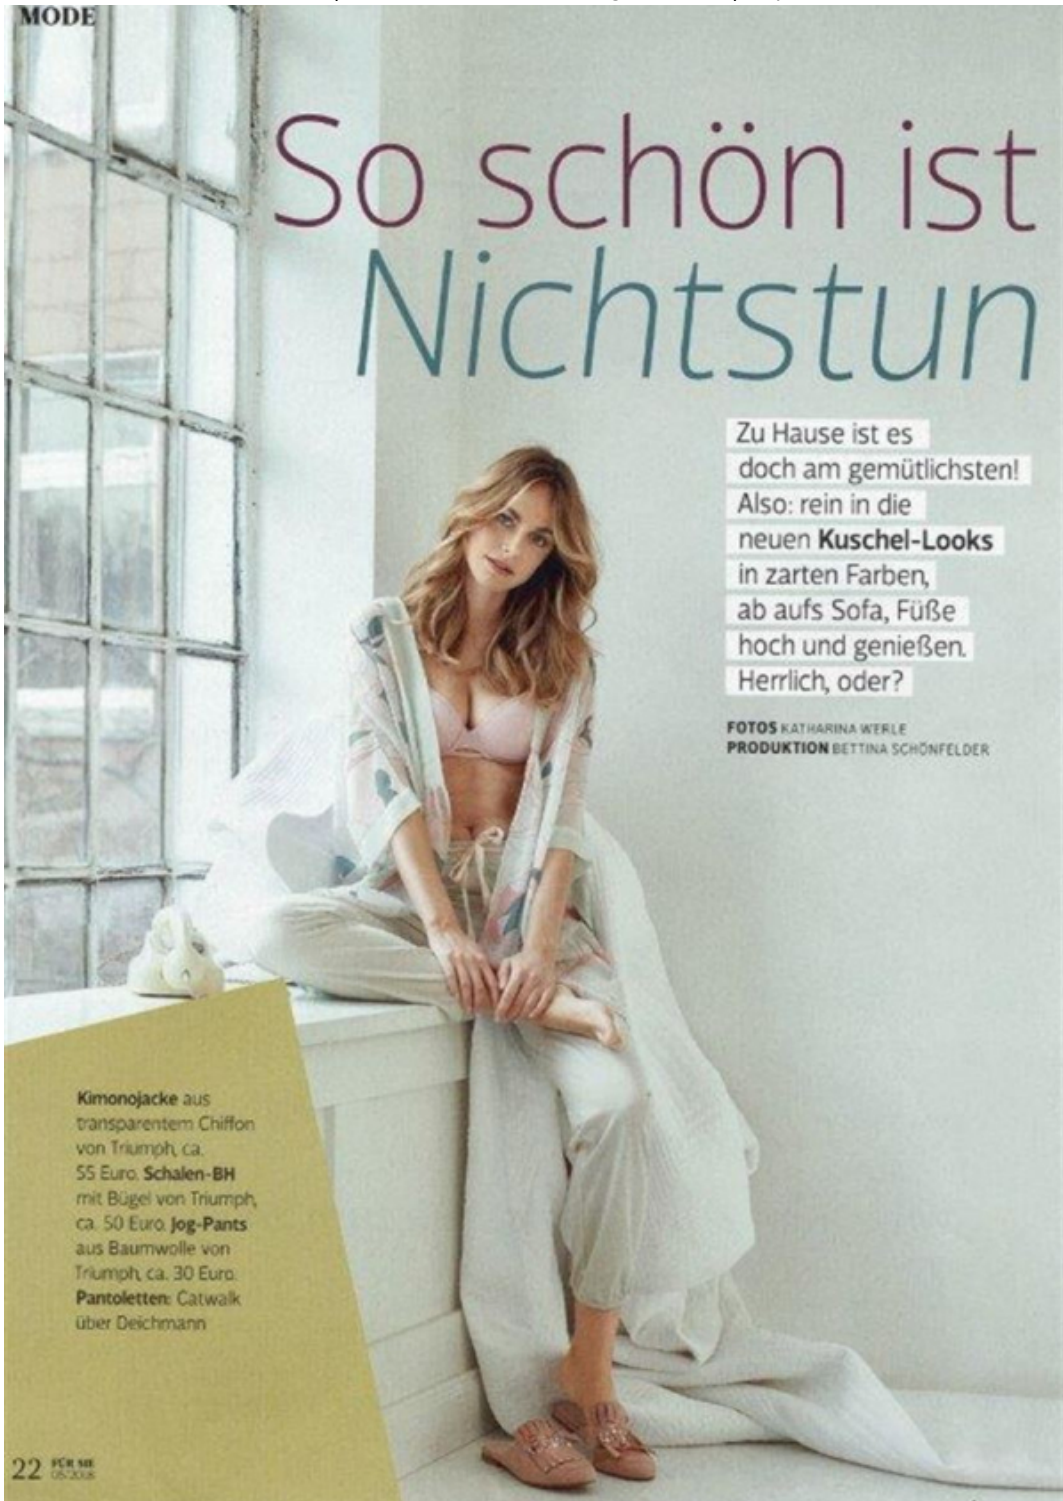 MODE
So schön ist
Nichtstun
Zu Hause ist es
doch am gemütlichsten!
Also: rein in die
neuen Kuschel-Looks
in zarten Farben,
ab aufs Sofa, Füße
hoch und genießen.
Herrlich, oder?
FOTOS KATHARINA WERLE
PRODUKTION BETTINA SCHÖNFELDER
Kimonojacke aus
transparentem Chiffon
von Triumph, ca.
55 Euro. Schalen-BH
mit Bügel von Triumph,
ca. 50 Euro. Jog-Pants
aus Baumwolle von
Triumph, ca. 30 Euro.
Pantoletten: Catwalk
über Deichmann
22 FÜR SIE
05/2018